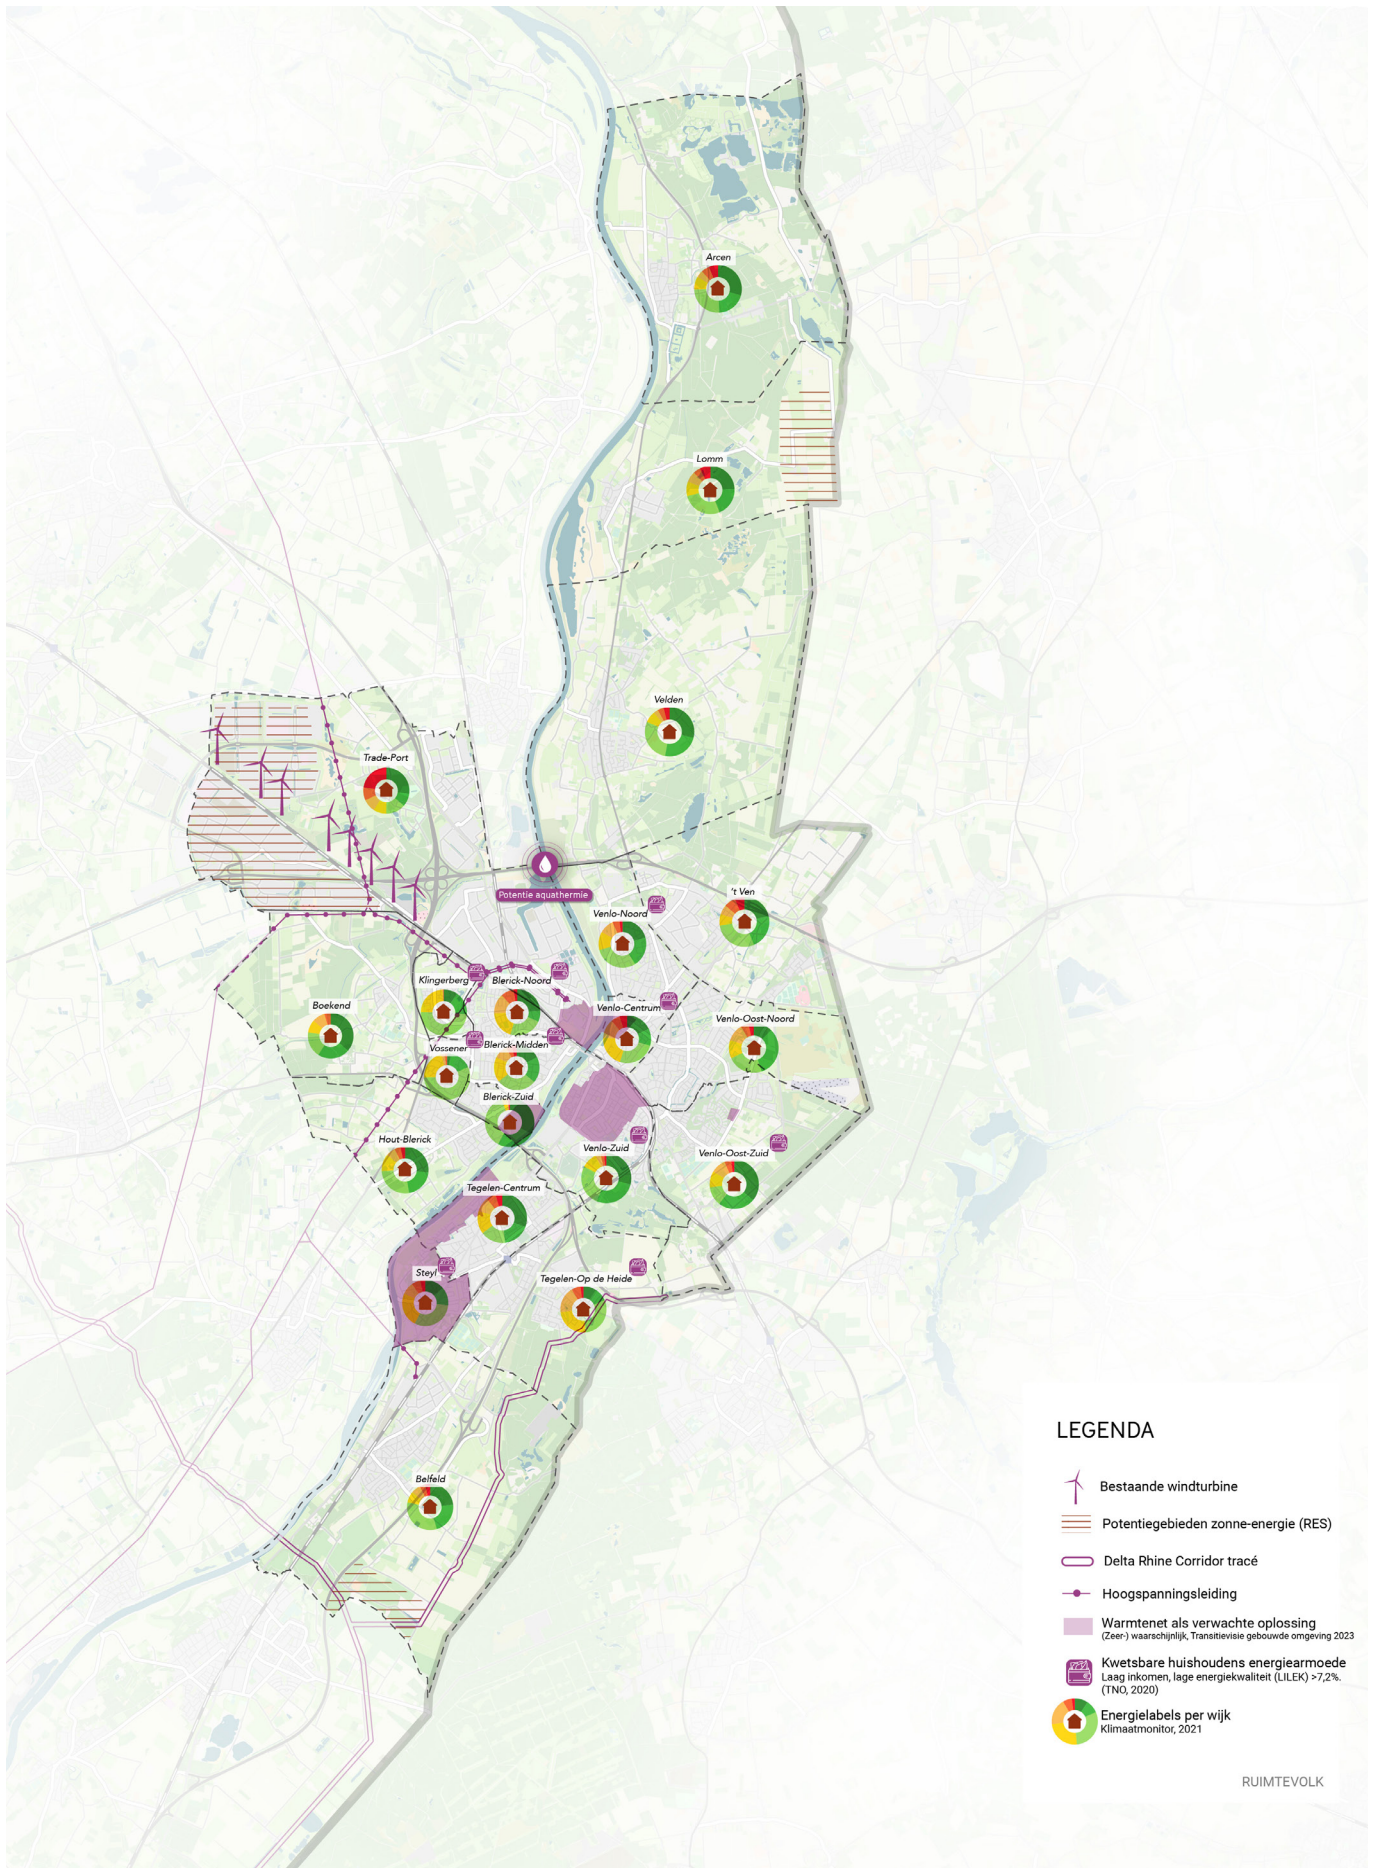 Arcen
Lomm
Velden
Trade-Port
Potentie aquathermie
't Ven
Venlo-Noord
Klingerberg
Blerick-Noord
Boekend
Venlo-Centrum
Venlo-Oost-Noord
Vossener
Blerick-Midden
Blerick-Zuid
Hout-Blerick
Venlo-Zuid
Venlo-Oost-Zuid
Tegelen-Centrum
Steyl
Tegelen-Op de Heide
Belfeld
LEGENDA
Bestaande windturbine
Potentiegebieden zonne-energie (RES)
Delta Rhine Corridor tracé
Hoogspanningsleiding
Warmtenet als verwachte oplossing
(Zeer-) waarschijnlijk, Transitievisie gebouwde omgeving 2023
Kwetsbare huishoudens energiearmoede
Laag inkomen, lage energiekwaliteit (LILEK) >7,2%.
(TNO, 2020)
Energielabels per wijk
Klimaatmonitor, 2021
RUIMTEVOLK